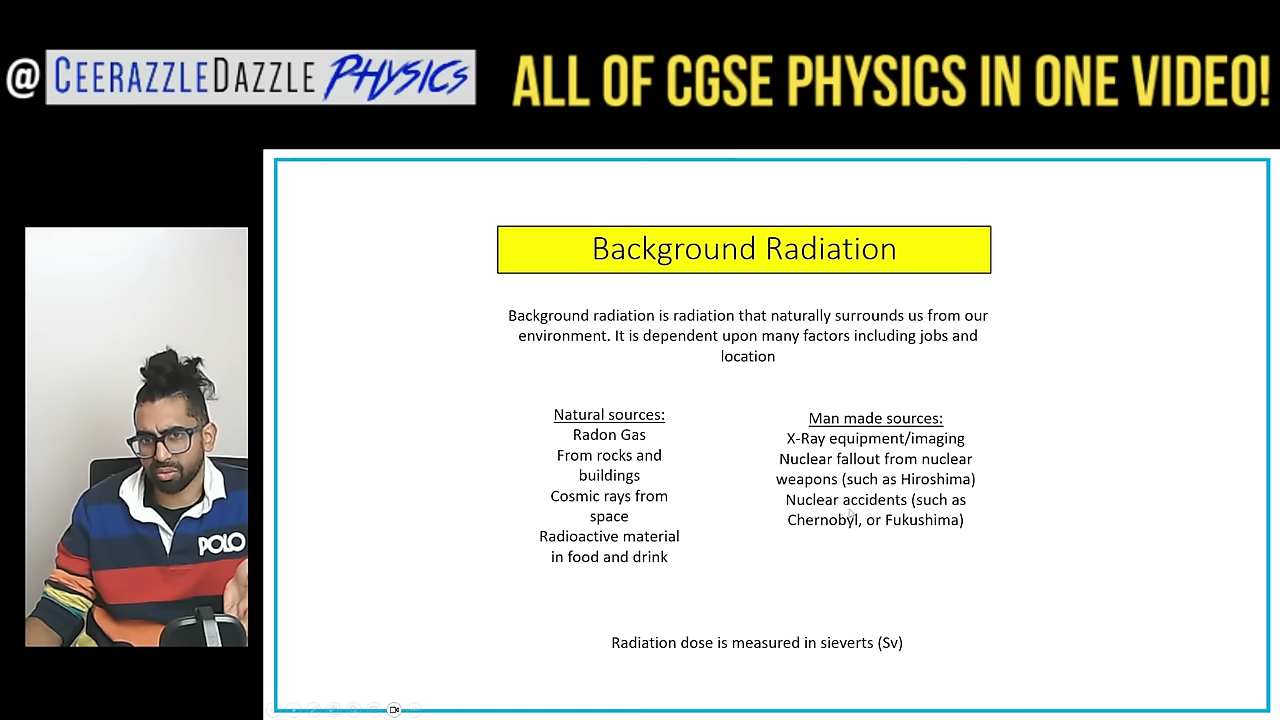 @ CEERAZZLEDAZZLE PHYSICS
ALL OF CGSE PHYSICS IN ONE VIDEO!
Background Radiation
Background radiation is radiation that naturally surrounds us from our
environment. It is dependent upon many factors including jobs and
location
Natural sources:
Radon Gas
From rocks and
buildings
Cosmic rays from
space
Radioactive material
in food and drink
Man made sources:
X-Ray equipment/imaging
Nuclear fallout from nuclear
weapons (such as Hiroshima)
Nuclear accidents (such as
Chernobyl, or Fukushima)
POLO
Radiation dose is measured in sieverts (Sv)